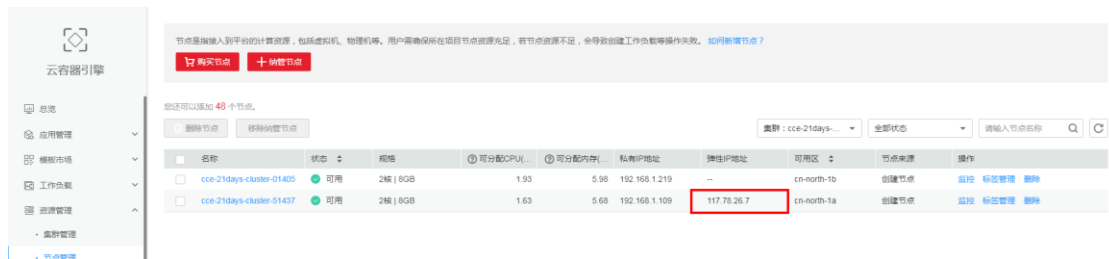 云容器引擎
总览
应用管理
模板市场
工作负载
资源管理
· 集群管理
· 节点管理
节点是指接入到平台的计算资源，包括虚拟机、物理机等。用户需确保所在项目节点资源充足，若节点资源不足，会导致创建工作负载等操作失败。 如何新增节点？
购买节点 纳管节点
您还可以添加 48 个节点。
删除节点 移除纳管节点 集群：cce-21days-... 全部状态 请输入节点名称
名称 状态 规格 可分配CPU(... 可分配内存(... 私有IP地址 弹性IP地址 可用区 节点来源 操作
cce-21days-cluster-01405 可用 2核 | 8GB 1.93 5.98 192.168.1.219 -- cn-north-1b 创建节点 监控 标签管理 删除
cce-21days-cluster-51437 可用 2核 | 8GB 1.63 5.68 192.168.1.109 117.78.26.7 cn-north-1a 创建节点 监控 标签管理 删除